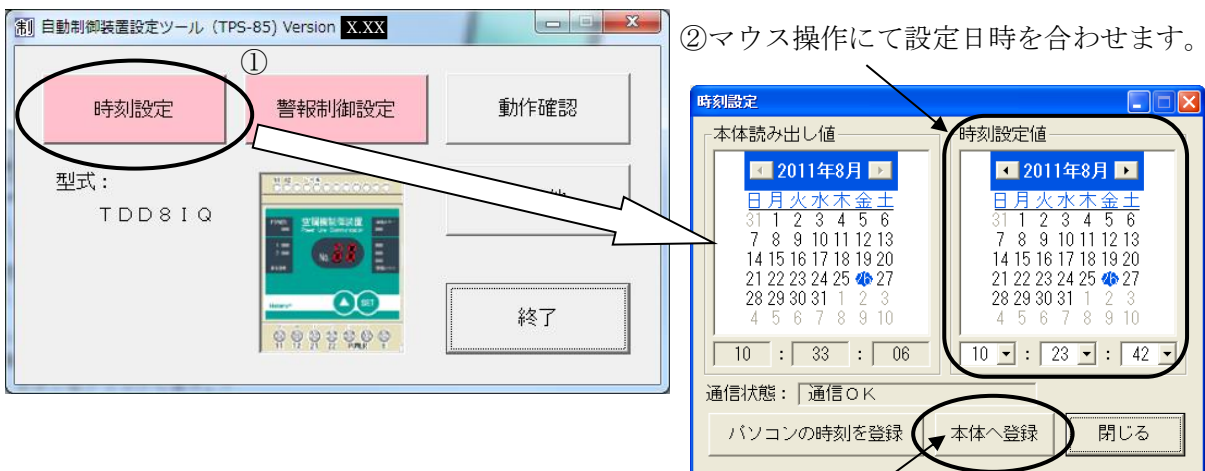 制 自動制御装置設定ツール (TPS-85) Version X.XX
①
時刻設定
警報制御設定
動作確認
型式:
TDD8IQ
空調機制御装置
No.
SET
終了
②マウス操作にて設定日時を合わせます。
時刻設定
本体読み出し値
2011年8月
日 月 火 水 木 金 土
31 1 2 3 4 5 6
7 8 9 10 11 12 13
14 15 16 17 18 19 20
21 22 23 24 25 26 27
28 29 30 31 1 2 3
4 5 6 7 8 9 10
10 : 33 : 06
時刻設定値
2011年8月
日 月 火 水 木 金 土
31 1 2 3 4 5 6
7 8 9 10 11 12 13
14 15 16 17 18 19 20
21 22 23 24 25 26 27
28 29 30 31 1 2 3
4 5 6 7 8 9 10
10 : 23 : 42
通信状態: 通信OK
パソコンの時刻を登録
本体へ登録
閉じる